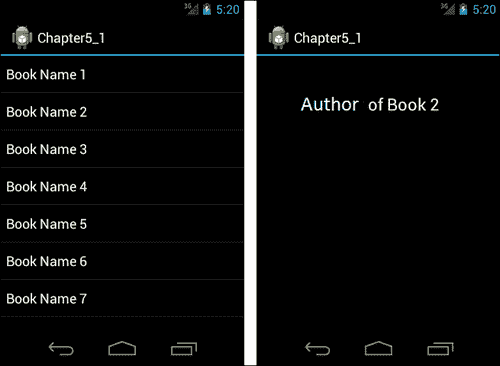 3G 5:20
Chapter5_1
Book Name 1
Book Name 2
Book Name 3
Book Name 4
Book Name 5
Book Name 6
Book Name 7
3G 5:20
Chapter5_1
Author of Book 2